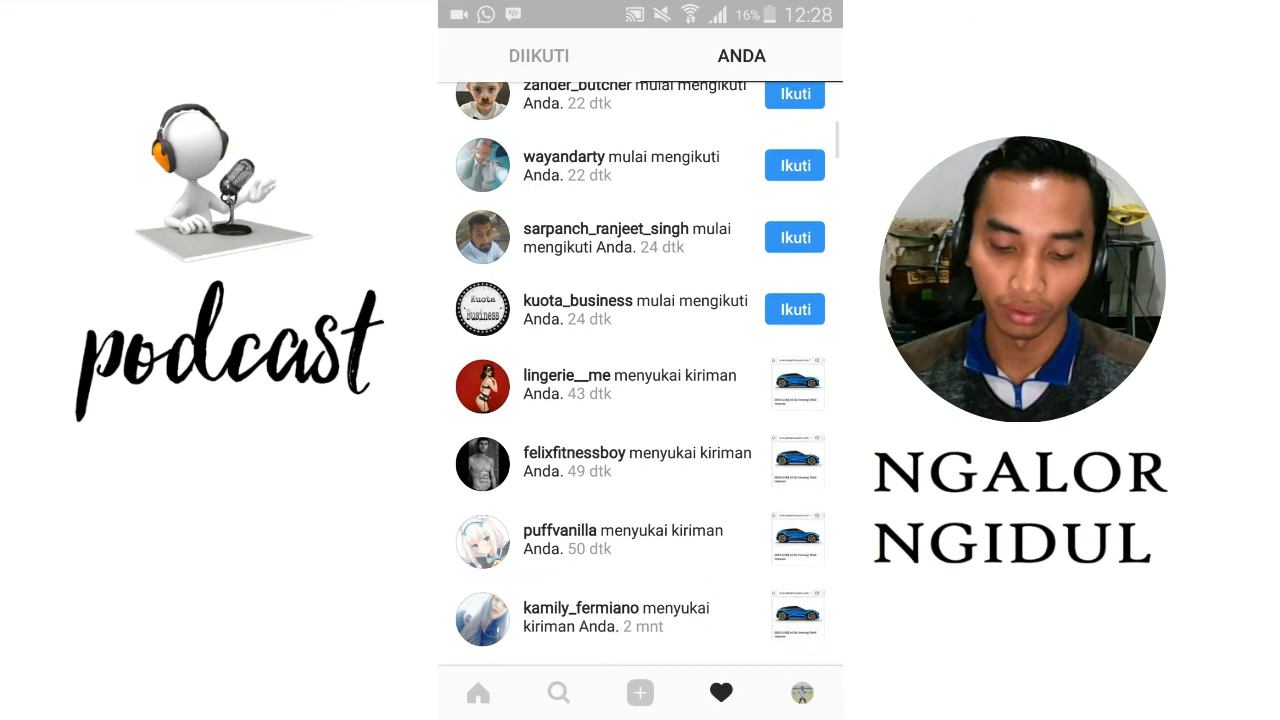 16% 12:28
DIIKUTI ANDA
zander_butcher mulai mengikuti
Anda. 22 dtk
Ikuti
wayandarty mulai mengikuti
Anda. 22 dtk
Ikuti
sarpanch_ranjeet_singh mulai
mengikuti Anda. 24 dtk
Ikuti
Kuota
Business
kuota_business mulai mengikuti
Anda. 24 dtk
Ikuti
lingerie__me menyukai kiriman
Anda. 43 dtk
felixfitnessboy menyukai kiriman
Anda. 49 dtk
puffvanilla menyukai kiriman
Anda. 50 dtk
kamily_fermiano menyukai
kiriman Anda. 2 mnt
podcast
NGALOR
NGIDUL